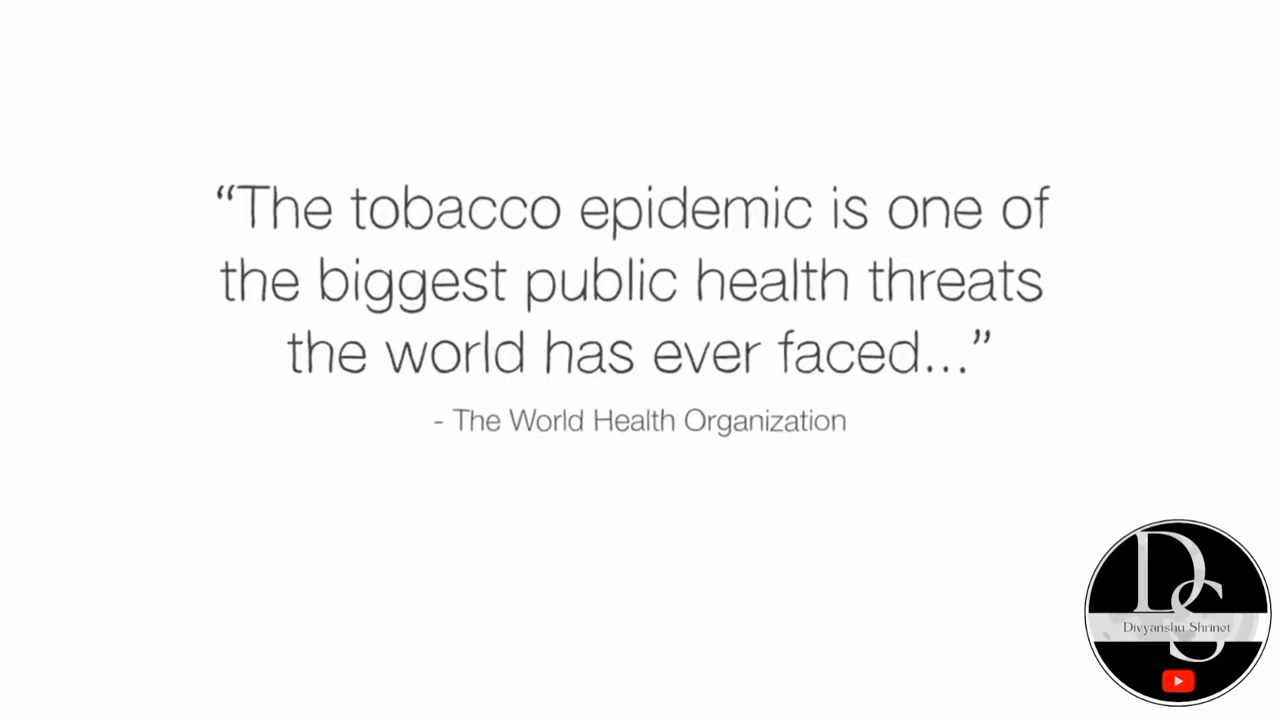 “The tobacco epidemic is one of
the biggest public health threats
the world has ever faced...”
- The World Health Organization
DS
Divyanshu Shrinet